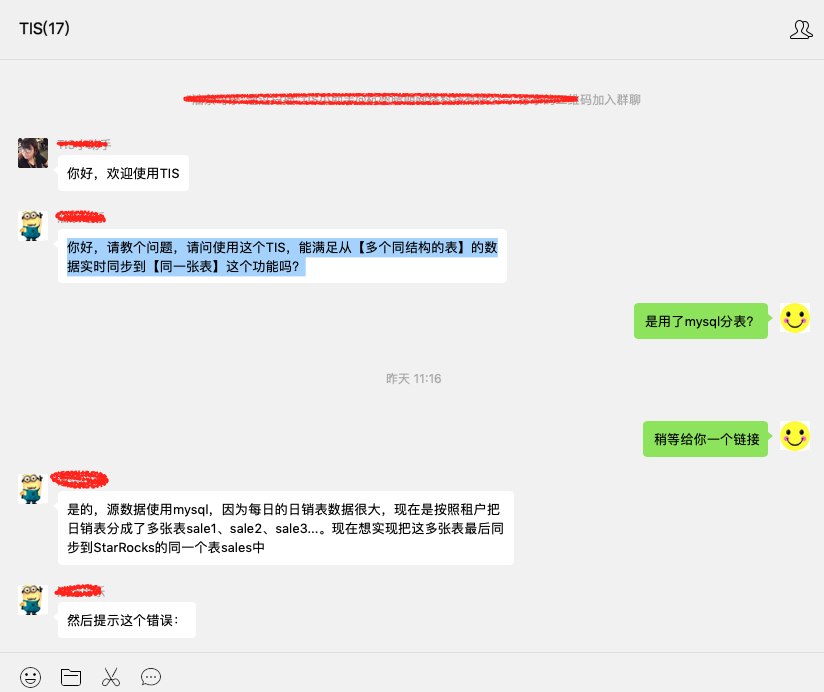 TIS(17)
维码加入群聊
你好，欢迎使用TIS
你好，请教个问题，请问使用这个TIS，能满足从【多个同结构的表】的数
据实时同步到【同一张表】这个功能吗？
是用了mysql分表?
昨天 11:16
稍等给你一个链接
是的，源数据使用mysql，因为每日的日销表数据很大，现在是按照租户把
日销表分成了多张表sale1、sale2、sale3...。现在想实现把这多张表最后同
步到StarRocks的同一个表sales中
然后提示这个错误：